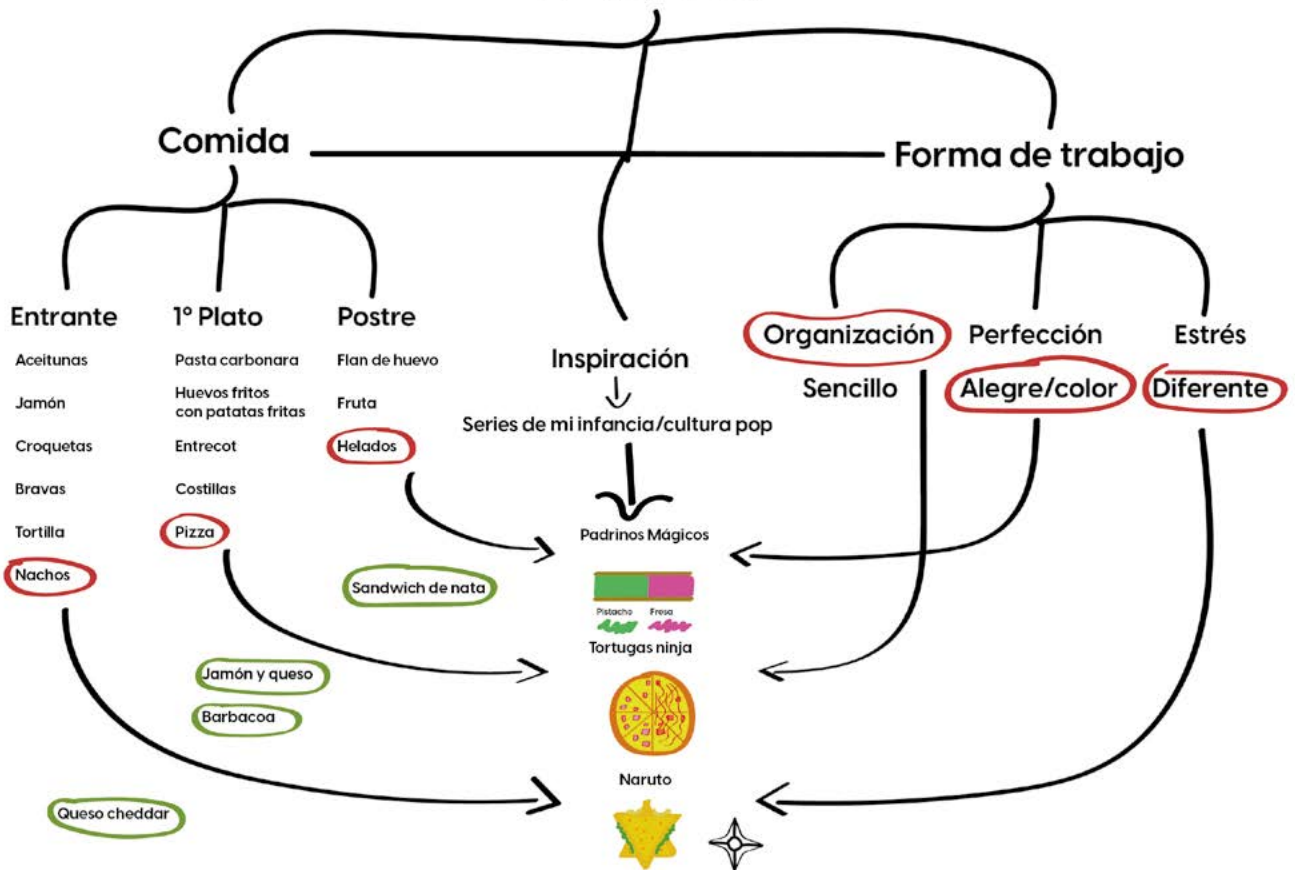 Comida
Forma de trabajo
Entrante
Aceitunas
Jamón
Croquetas
Bravas
Tortilla
Nachos
1º Plato
Pasta carbonara
Huevos fritos
con patatas fritas
Entrecot
Costillas
Pizza
Postre
Flan de huevo
Fruta
Helados
Sandwich de nata
Jamón y queso
Barbacoa
Queso cheddar
Inspiración
Series de mi infancia/cultura pop
Padrinos Mágicos
Pistacho
Fresa
Tortugas ninja
Naruto
Organización
Sencillo
Perfección
Alegre/color
Estrés
Diferente